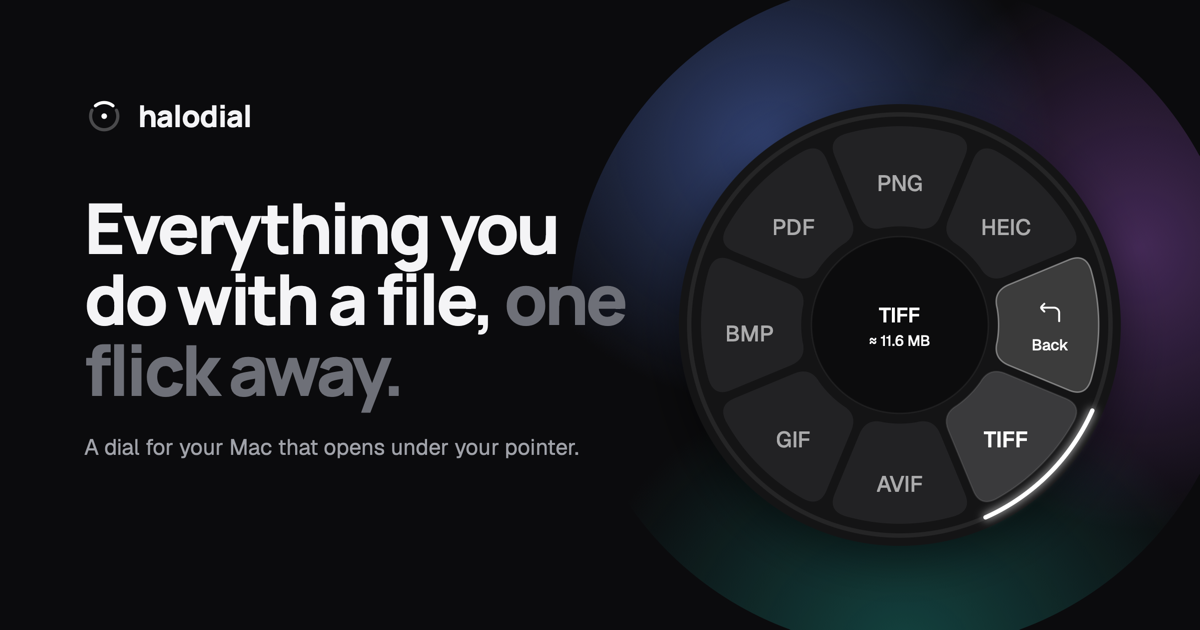 halodial
Everything you
do with a file, one
flick away.
A dial for your Mac that opens under your pointer.
PNG
PDF
HEIC
BMP
TIFF
≈ 11.6 MB
Back
GIF
TIFF
AVIF